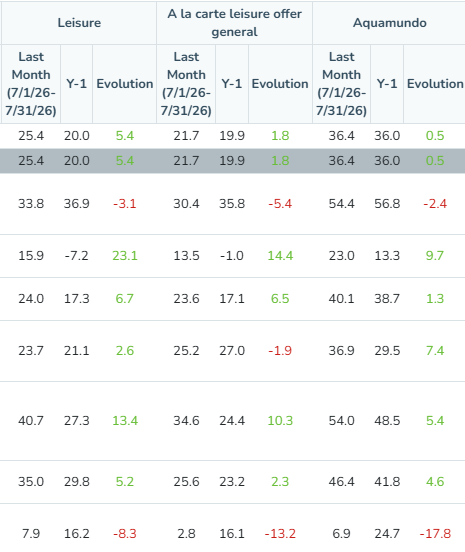 Leisure A la carte leisure offer general Aquamundo
Last Month (7/1/26-7/31/26) Y-1 Evolution Last Month (7/1/26-7/31/26) Y-1 Evolution Last Month (7/1/26-7/31/26) Y-1 Evolution
25.4 20.0 5.4 21.7 19.9 1.8 36.4 36.0 0.5
25.4 20.0 5.4 21.7 19.9 1.8 36.4 36.0 0.5
33.8 36.9 -3.1 30.4 35.8 -5.4 54.4 56.8 -2.4
15.9 -7.2 23.1 13.5 -1.0 14.4 23.0 13.3 9.7
24.0 17.3 6.7 23.6 17.1 6.5 40.1 38.7 1.3
23.7 21.1 2.6 25.2 27.0 -1.9 36.9 29.5 7.4
40.7 27.3 13.4 34.6 24.4 10.3 54.0 48.5 5.4
35.0 29.8 5.2 25.6 23.2 2.3 46.4 41.8 4.6
7.9 16.2 -8.3 2.8 16.1 -13.2 6.9 24.7 -17.8